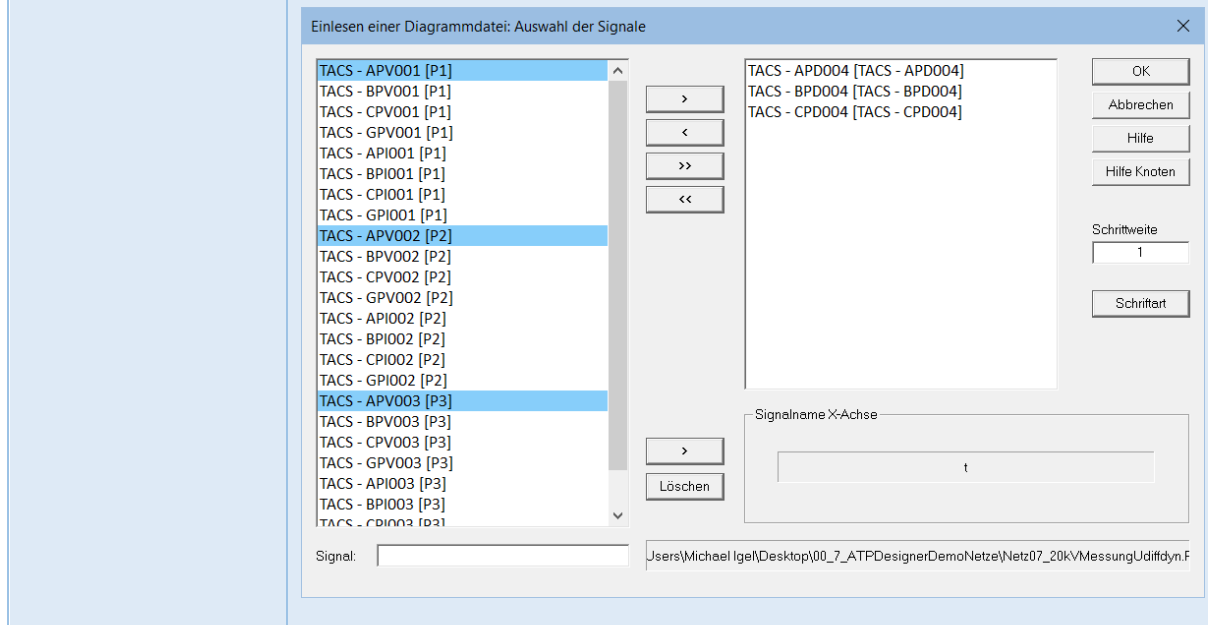 Einlesen einer Diagrammdatei: Auswahl der Signale
TACS - APV001 [P1]
TACS - BPV001 [P1]
TACS - CPV001 [P1]
TACS - GPV001 [P1]
TACS - API001 [P1]
TACS - BPI001 [P1]
TACS - CPI001 [P1]
TACS - GPI001 [P1]
TACS - APV002 [P2]
TACS - BPV002 [P2]
TACS - CPV002 [P2]
TACS - GPV002 [P2]
TACS - API002 [P2]
TACS - BPI002 [P2]
TACS - CPI002 [P2]
TACS - GPI002 [P2]
TACS - APV003 [P3]
TACS - BPV003 [P3]
TACS - CPV003 [P3]
TACS - GPV003 [P3]
TACS - API003 [P3]
TACS - BPI003 [P3]
TACS - CPI003 [P3]
Signal:
>
<
>>
<<
>
Löschen
TACS - APD004 [TACS - APD004]
TACS - BPD004 [TACS - BPD004]
TACS - CPD004 [TACS - CPD004]
Signalname X-Achse
t
Users\Michael Igel\Desktop\00_7_ATPDesignerDemoNetze\Netz07_20kVMessungUdiffdyn.F
OK
Abbrechen
Hilfe
Hilfe Knoten
Schrittweite
1
Schriftart